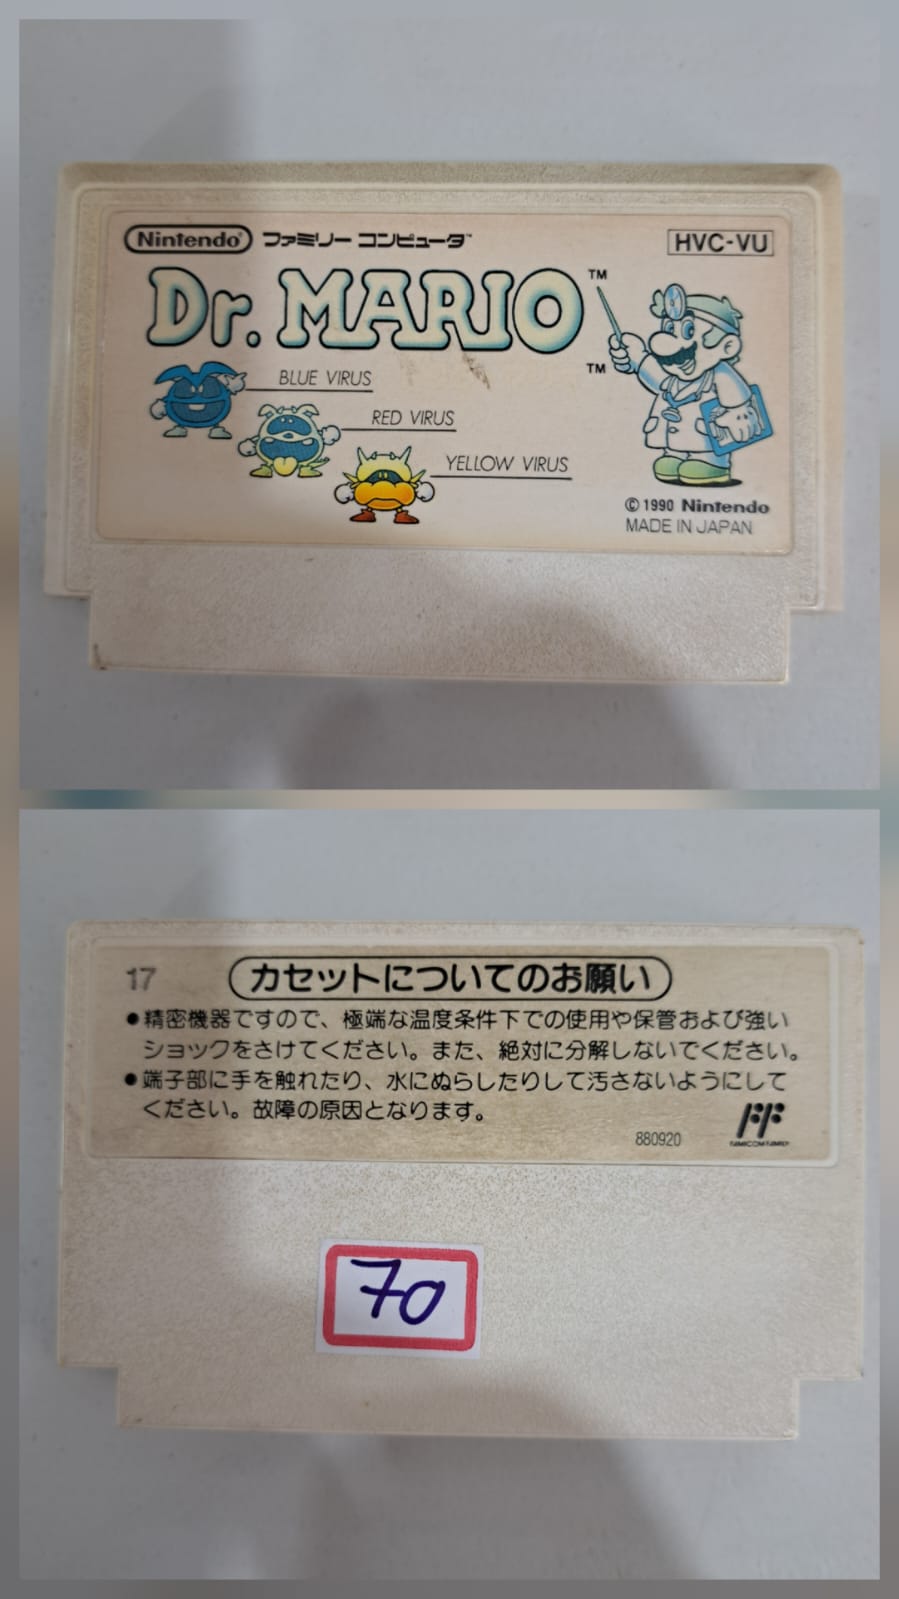 Nintendo® ファミリー コンピュータ™
HVC-VU
Dr. MARIO™
™
BLUE VIRUS
RED VIRUS
YELLOW VIRUS
© 1990 Nintendo
MADE IN JAPAN
17
カセットについてのお願い
●精密機器ですので、極端な温度条件下での使用や保管および強い
ショックをさけてください。また、絶対に分解しないでください。
●端子部に手を触れたり、水にぬらしたりして汚さないようにして
ください。故障の原因となります。
880920
FAMICOM FAMILY
70